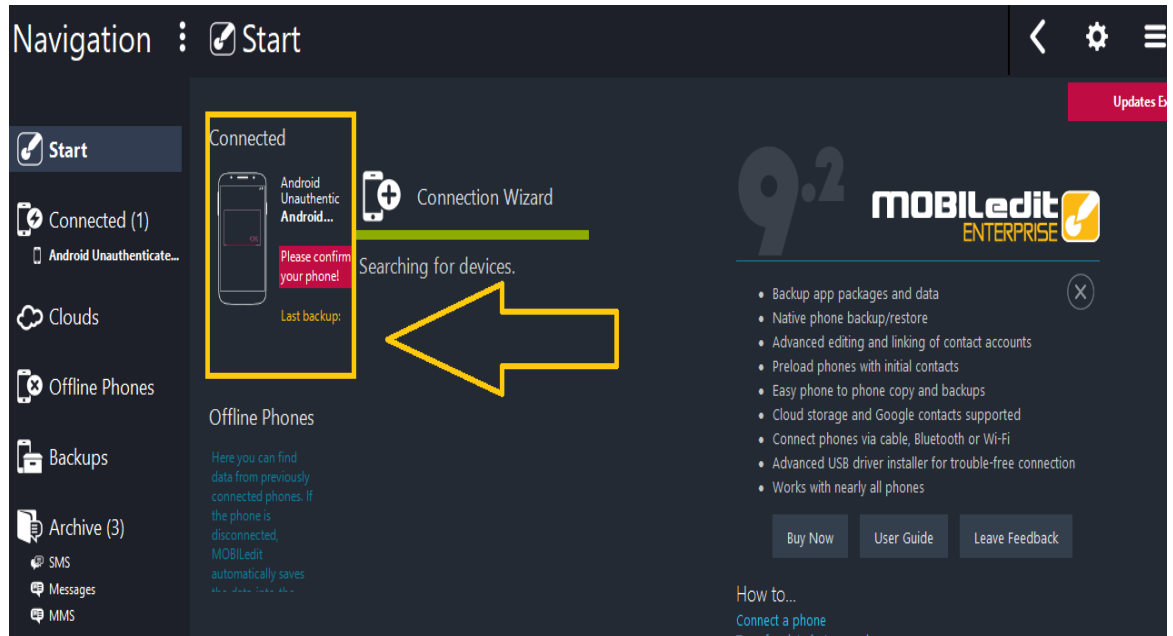 Navigation
Start
Updates Ex
Start
Connected (1)
Android Unauthenticate...
Clouds
Offline Phones
Backups
Archive (3)
SMS
Messages
MMS
Connected
Android
Unauthentic
Android...
Please confirm
your phone!
Last backup:
Connection Wizard
Searching for devices.
Offline Phones
Here you can find
data from previously
connected phones. If
the phone is
disconnected,
MOBILedit
automatically saves
the data into the
9.2
MOBILedit
ENTERPRISE
Backup app packages and data
Native phone backup/restore
Advanced editing and linking of contact accounts
Preload phones with initial contacts
Easy phone to phone copy and backups
Cloud storage and Google contacts supported
Connect phones via cable, Bluetooth or Wi-Fi
Advanced USB driver installer for trouble-free connection
Works with nearly all phones
Buy Now
User Guide
Leave Feedback
How to...
Connect a phone